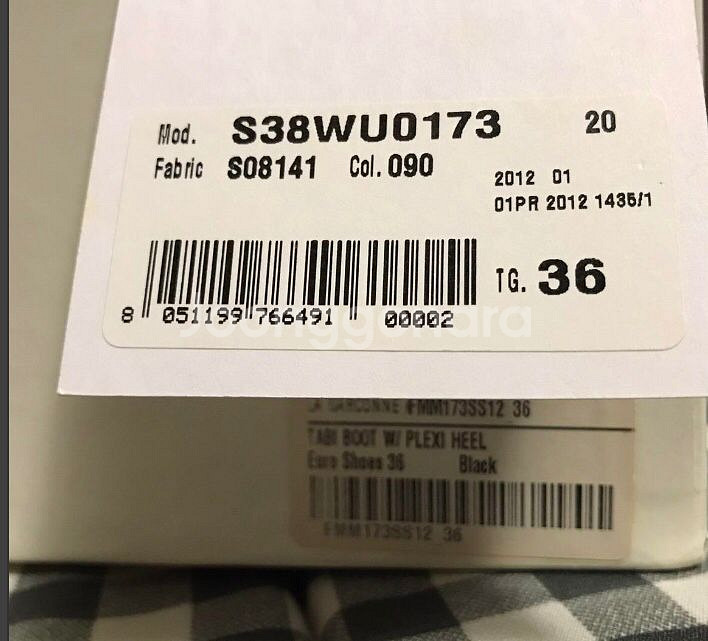 Mod. S38WU0173 20
Fabric S08141 Col. 090
2012 01
01PR 2012 1435/1
TG. 36
8 051199 766491 00002
Joonggonara
LA GARCONNE FMM173SS12 36
TABI BOOT W/ PLEXI HEEL
Euro Shoes 36 Black
FMM173SS12 36